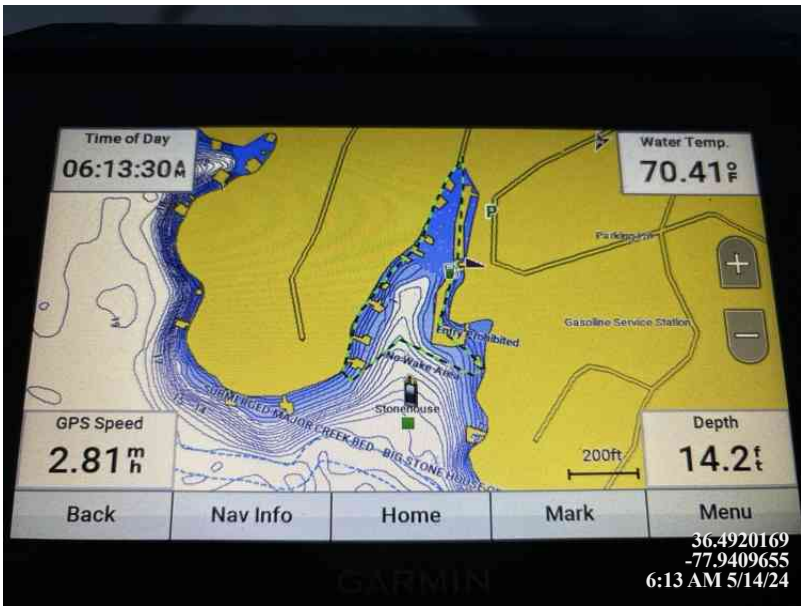 Time of Day
06:13:30 AM
Water Temp.
70.41°F
P
Parking lot
Gasoline Service Station
Entry Prohibited
No Wake Area
Stonehouse
SUBMERGED MAJOR CREEK BED - BIG STONE HOUSE
GPS Speed
2.81 mh
200ft
Depth
14.2 ft
Back
Nav Info
Home
Mark
Menu
GARMIN
36.4920169
-77.9409655
6:13 AM 5/14/24